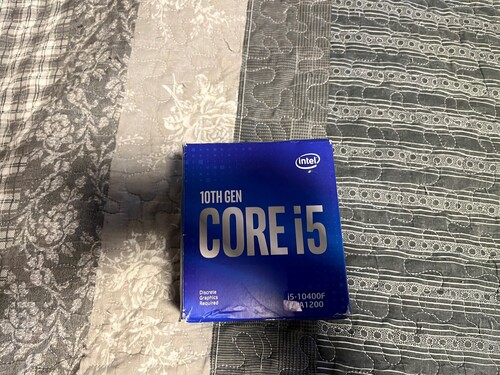 intel
10TH GEN
CORE i5
Discrete
Graphics
Required
i5-10400F